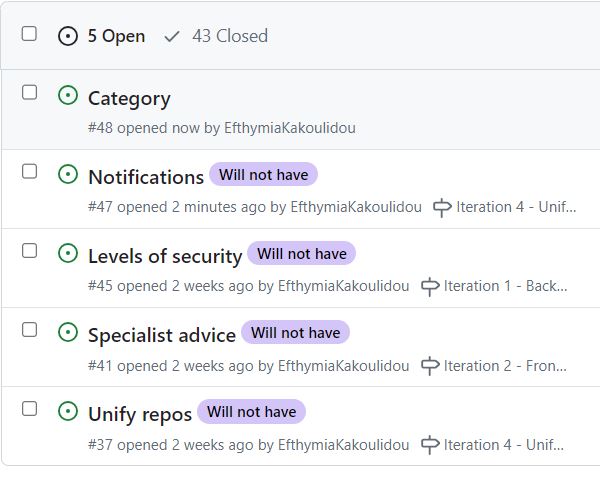 5 Open 43 Closed
Category
#48 opened now by EfthymiaKakoulidou
Notifications Will not have
#47 opened 2 minutes ago by EfthymiaKakoulidou Iteration 4 - Unif...
Levels of security Will not have
#45 opened 2 weeks ago by EfthymiaKakoulidou Iteration 1 - Back...
Specialist advice Will not have
#41 opened 2 weeks ago by EfthymiaKakoulidou Iteration 2 - Fron...
Unify repos Will not have
#37 opened 2 weeks ago by EfthymiaKakoulidou Iteration 4 - Unif...